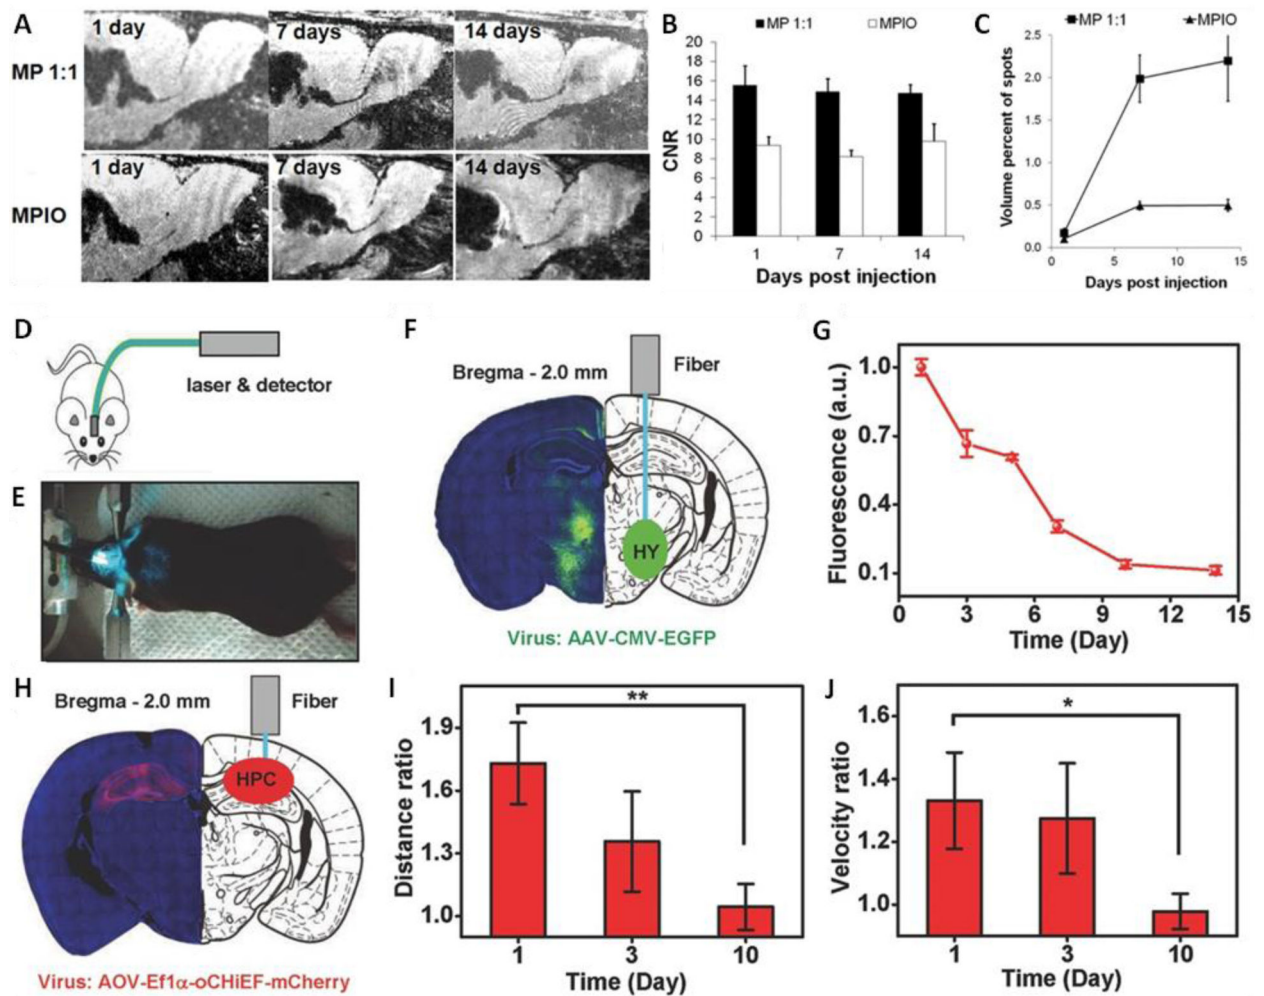 A
MP 1:1
1 day
7 days
14 days
MPIO
1 day
7 days
14 days
B
MP 1:1
MPIO
CNR
20
18
16
14
12
10
8
6
4
2
0
1
7
14
Days post injection
C
MP 1:1
MPIO
Volume percent of spots
2.5
2.0
1.5
1.0
0.5
0.0
0
5
10
15
Days post injection
D
laser & detector
E
F
Bregma - 2.0 mm
Fiber
HY
Virus: AAV-CMV-EGFP
G
Fluorescence (a.u.)
1.0
0.7
0.4
0.1
0
3
6
9
12
15
Time (Day)
H
Bregma - 2.0 mm
Fiber
HPC
Virus: AOV-Ef1α-oCHiEF-mCherry
I
**
Distance ratio
1.9
1.6
1.3
1.0
1
3
10
Time (Day)
J
*
Velocity ratio
1.6
1.4
1.2
1.0
1
3
10
Time (Day)